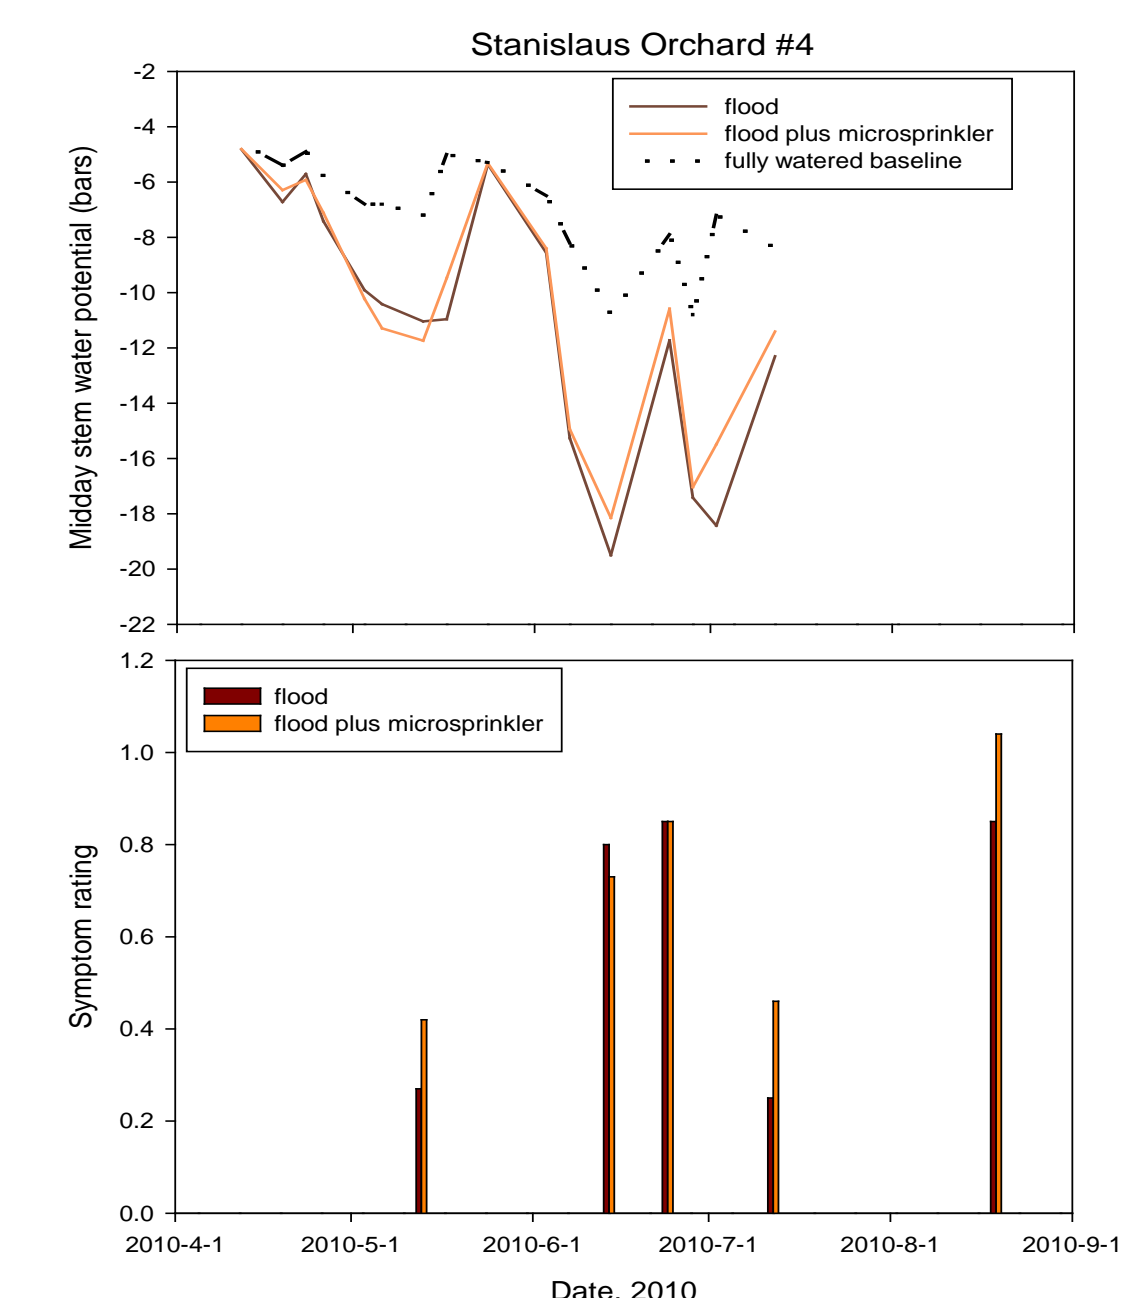 Stanislaus Orchard #4
flood
flood plus microsprinkler
fully watered baseline
Midday stem water potential (bars)
-2
-4
-6
-8
-10
-12
-14
-16
-18
-20
-22
flood
flood plus microsprinkler
Symptom rating
1.2
1.0
0.8
0.6
0.4
0.2
0.0
2010-4-1 2010-5-1 2010-6-1 2010-7-1 2010-8-1 2010-9-1
Date, 2010